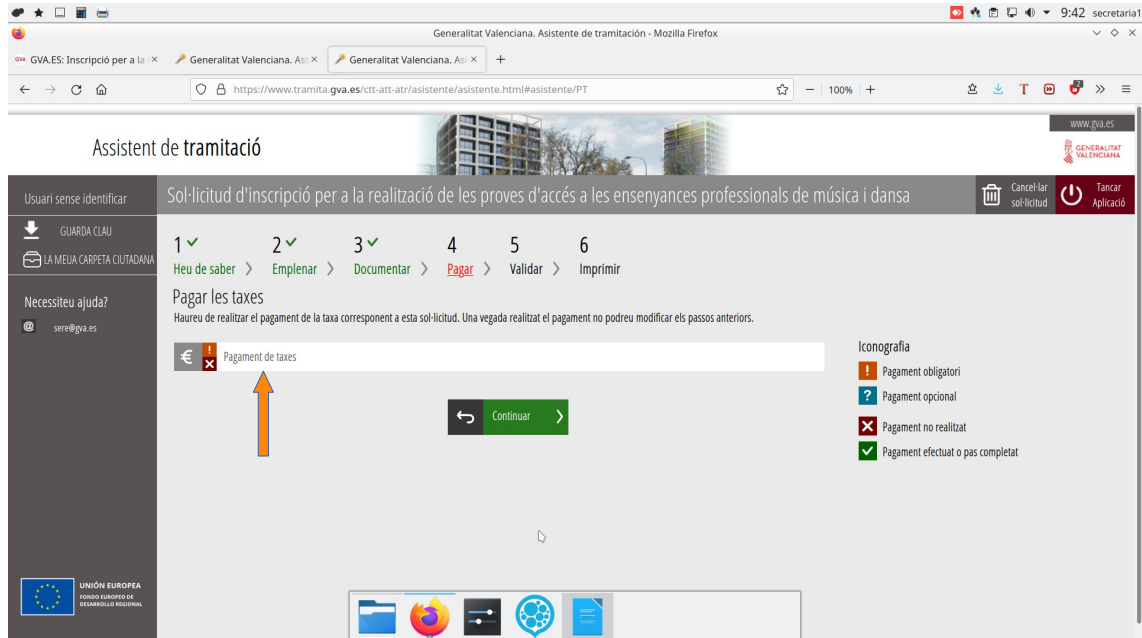 9:42 secretaria1
Generalitat Valenciana. Asistente de tramitación - Mozilla Firefox
GVA GVA.ES: Inscripció per a la
Generalitat Valenciana. Asi
Generalitat Valenciana. Asi
https://www.tramita.gva.es/ctt-att-atr/asistente/asistente.html#asistente/PT
100%
www.gva.es
Assistent de tramitació
GENERALITAT
VALENCIANA
Usuari sense identificar
Sol·licitud d'inscripció per a la realització de les proves d'accés a les ensenyances professionals de música i dansa
Cancel·lar
sol·licitud
Tancar
Aplicació
GUARDA CLAU
LA MEUA CARPETA CIUTADANA
Necessiteu ajuda?
@ sere@gva.es
1 2 3 4 5 6
Heu de saber Emplenar Documentar Pagar Validar Imprimir
Pagar les taxes
Haureu de realitzar el pagament de la taxa corresponent a esta sol·licitud. Una vegada realitzat el pagament no podreu modificar els passos anteriors.
€ ! Pagament de taxes
Continuar
Iconografia
! Pagament obligatori
? Pagament opcional
Pagament no realitzat
Pagament efectuat o pas completat
UNIÓN EUROPEA
FONDO EUROPEO DE
DESARROLLO REGIONAL